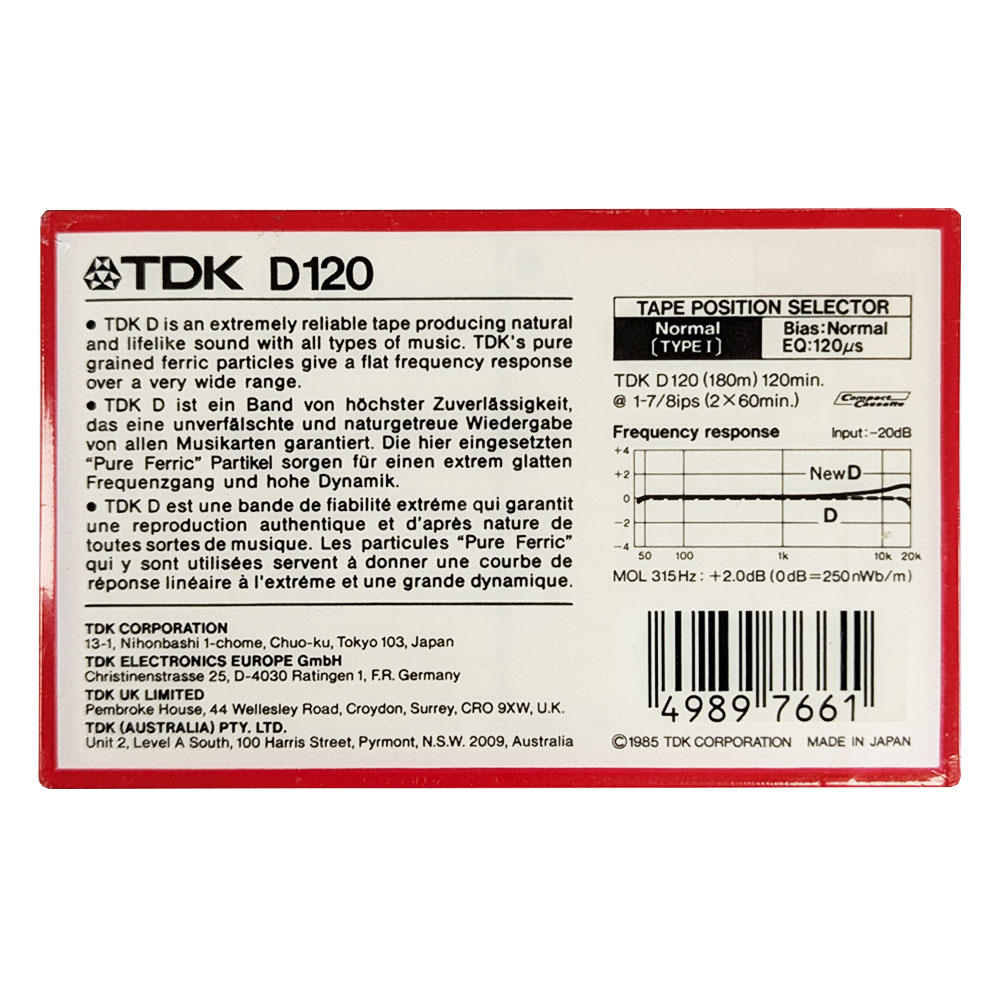 TDK D120
• TDK D is an extremely reliable tape producing natural
and lifelike sound with all types of music. TDK's pure
grained ferric particles give a flat frequency response
over a very wide range.
• TDK D ist ein Band von höchster Zuverlässigkeit,
das eine unverfälschte und naturgetreue Wiedergabe
von allen Musikarten garantiert. Die hier eingesetzten
"Pure Ferric" Partikel sorgen für einen extrem glatten
Frequenzgang und hohe Dynamik.
• TDK D est une bande de fiabilité extréme qui garantit
une reproduction authentique et d'après nature de
toutes sortes de musique. Les particules "Pure Ferric"
qui y sont utilisées servent à donner une courbe de
réponse linéaire à l'extréme et une grande dynamique.
TDK CORPORATION
13-1, Nihonbashi 1-chome, Chuo-ku, Tokyo 103, Japan
TDK ELECTRONICS EUROPE GmbH
Christinenstrasse 25, D-4030 Ratingen 1, F.R. Germany
TDK UK LIMITED
Pembroke House, 44 Wellesley Road, Croydon, Surrey, CRO 9XW, U.K.
TDK (AUSTRALIA) PTY. LTD.
Unit 2, Level A South, 100 Harris Street, Pyrmont, N.S.W. 2009, Australia
TAPE POSITION SELECTOR
Normal
(TYPE I)
Bias:Normal
EQ:120μs
TDK D120 (180m) 120min.
@ 1-7/8ips (2×60min.)
Compact
Cassette
Frequency response
Input:-20dB
+4
+2
0
-2
-4
New D
D
50 100 1k 10k 20k
MOL 315Hz: +2.0dB (0dB=250nWb/m)
4989 7661
©1985 TDK CORPORATION MADE IN JAPAN